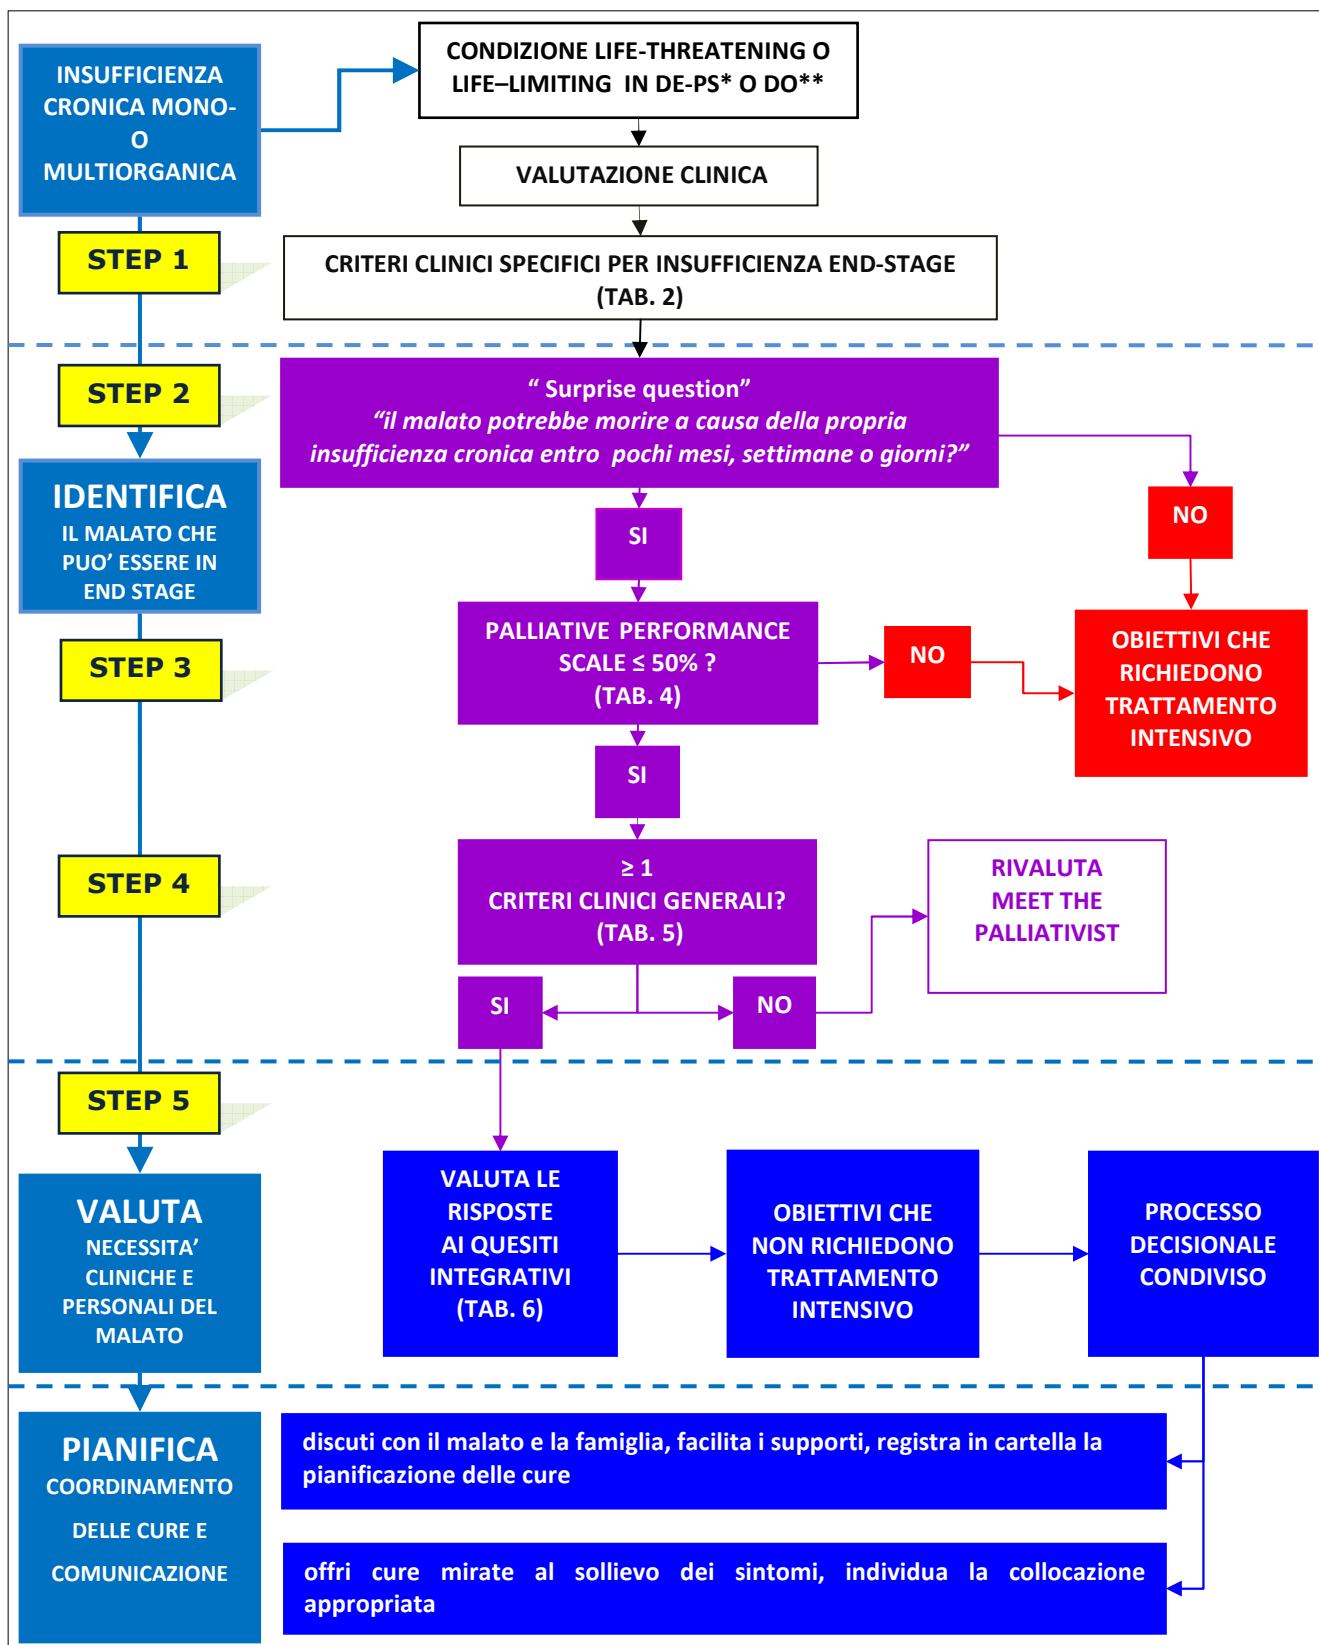 INSUFFICIENZA
CRONICA MONO-
O
MULTIORGANICA
CONDIZIONE LIFE-THREATENING O
LIFE–LIMITING IN DE-PS* O DO**
VALUTAZIONE CLINICA
STEP 1
CRITERI CLINICI SPECIFICI PER INSUFFICIENZA END-STAGE
(TAB. 2)
STEP 2
“ Surprise question”
“il malato potrebbe morire a causa della propria
insufficienza cronica entro pochi mesi, settimane o giorni?”
IDENTIFICA
IL MALATO CHE
PUO’ ESSERE IN
END STAGE
SI
NO
STEP 3
PALLIATIVE PERFORMANCE
SCALE ≤ 50% ?
(TAB. 4)
NO
OBIETTIVI CHE
RICHIEDONO
TRATTAMENTO
INTENSIVO
SI
STEP 4
≥ 1
CRITERI CLINICI GENERALI?
(TAB. 5)
RIVALUTA
MEET THE
PALLIATIVIST
SI
NO
STEP 5
VALUTA
NECESSITA’
CLINICHE E
PERSONALI DEL
MALATO
VALUTA LE
RISPOSTE
AI QUESITI
INTEGRATIVI
(TAB. 6)
OBIETTIVI CHE
NON RICHIEDONO
TRATTAMENTO
INTENSIVO
PROCESSO
DECISIONALE
CONDIVISO
PIANIFICA
COORDINAMENTO
DELLE CURE E
COMUNICAZIONE
discuti con il malato e la famiglia, facilita i supporti, registra in cartella la
pianificazione delle cure
offri cure mirate al sollievo dei sintomi, individua la collocazione
appropriata